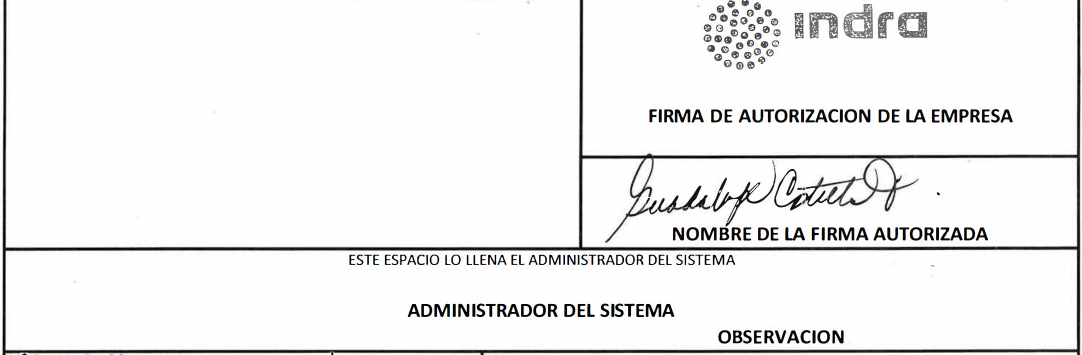 indra
FIRMA DE AUTORIZACION DE LA EMPRESA
Guadalupe
NOMBRE DE LA FIRMA AUTORIZADA
ESTE ESPACIO LO LLENA EL ADMINISTRADOR DEL SISTEMA
ADMINISTRADOR DEL SISTEMA
OBSERVACION